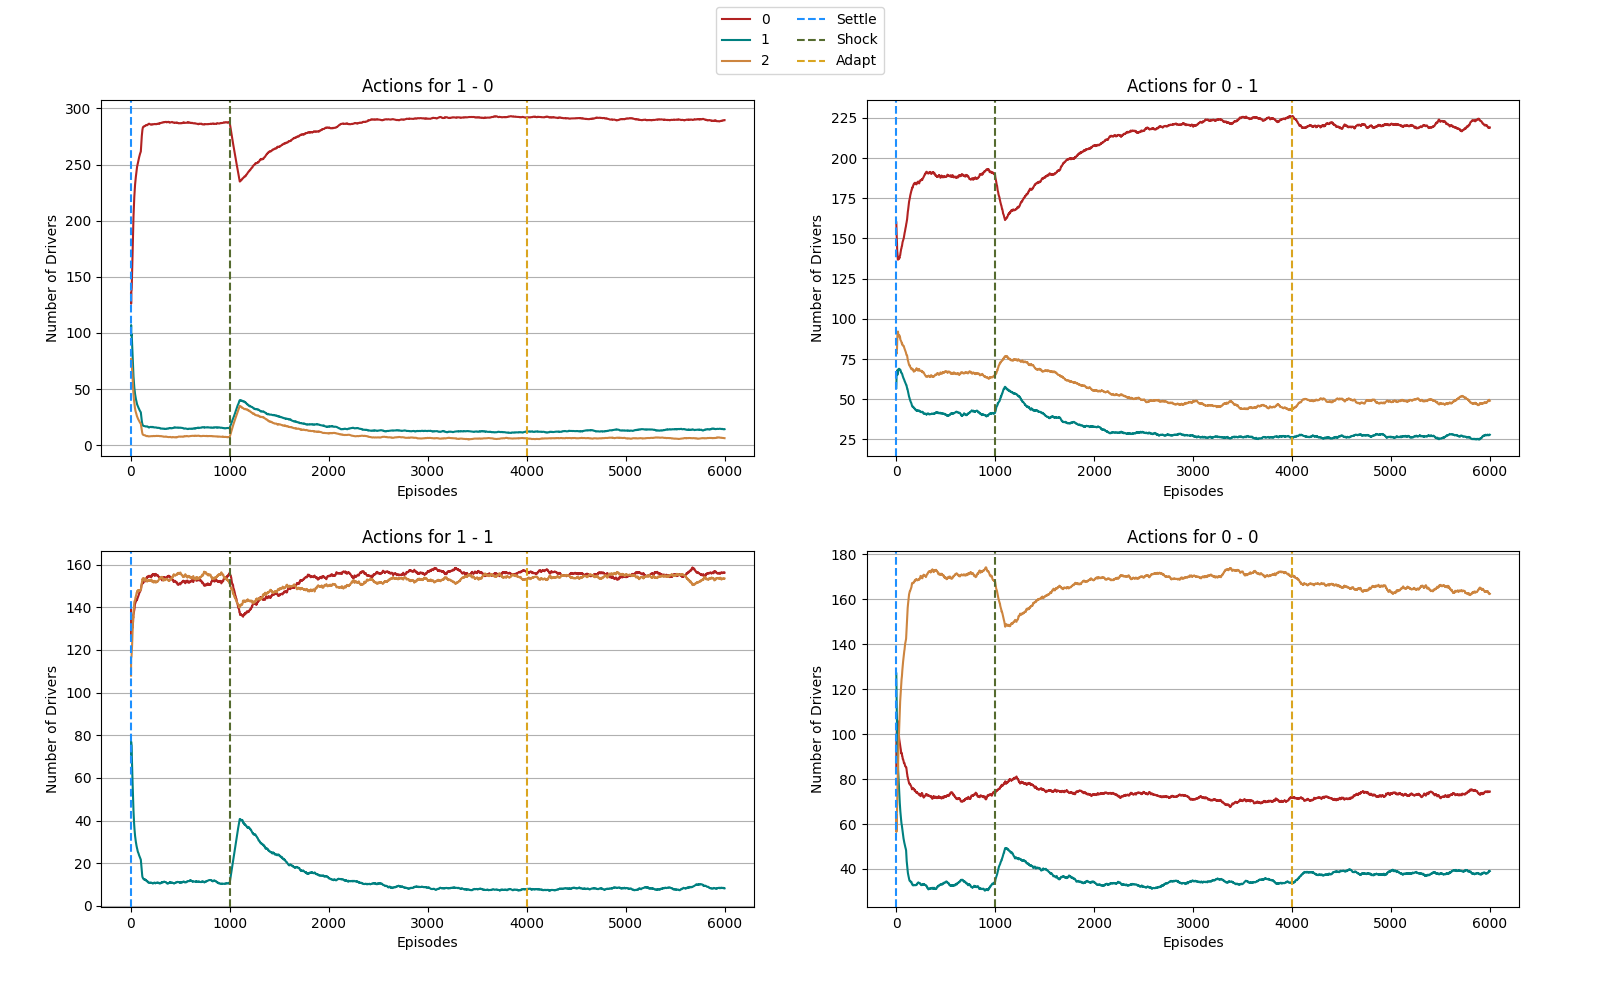 0 Settle
1 Shock
2 Adapt
Actions for 1 - 0
300
250
200
150
100
50
0
Number of Drivers
0 1000 2000 3000 4000 5000 6000
Episodes
Actions for 0 - 1
225
200
175
150
125
100
75
50
25
Number of Drivers
0 1000 2000 3000 4000 5000 6000
Episodes
Actions for 1 - 1
160
140
120
100
80
60
40
20
0
Number of Drivers
0 1000 2000 3000 4000 5000 6000
Episodes
Actions for 0 - 0
180
160
140
120
100
80
60
40
Number of Drivers
0 1000 2000 3000 4000 5000 6000
Episodes